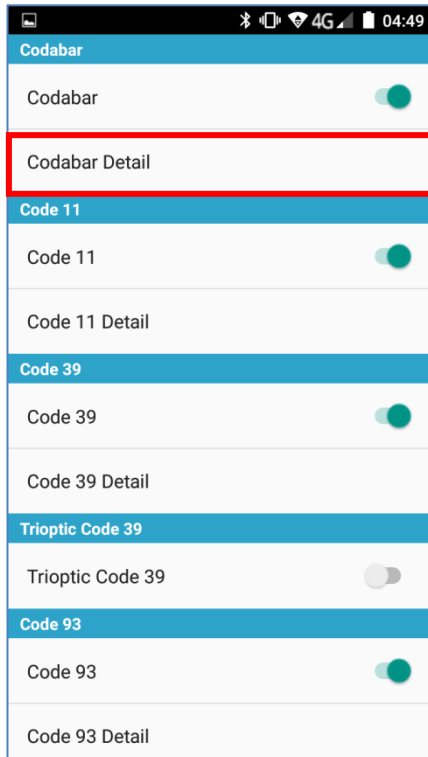 4G 04:49
Codabar
Codabar
Codabar Detail
Code 11
Code 11
Code 11 Detail
Code 39
Code 39
Code 39 Detail
Trioptic Code 39
Trioptic Code 39
Code 93
Code 93
Code 93 Detail